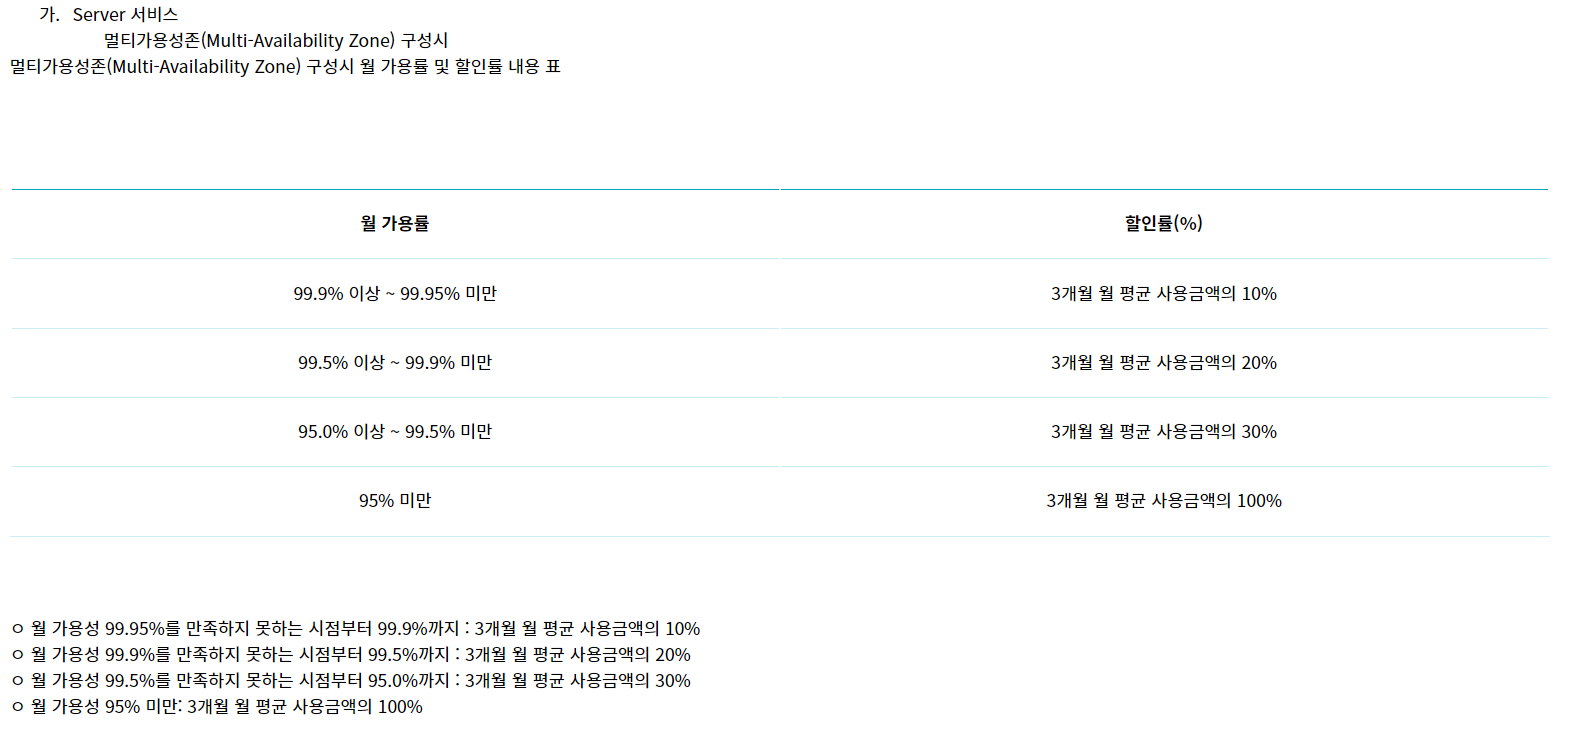 가. Server 서비스
멀티가용성존(Multi-Availability Zone) 구성시
멀티가용성존(Multi-Availability Zone) 구성시 월 가용률 및 할인률 내용 표
월 가용률 할인률(%)
99.9% 이상 ~ 99.95% 미만 3개월 월 평균 사용금액의 10%
99.5% 이상 ~ 99.9% 미만 3개월 월 평균 사용금액의 20%
95.0% 이상 ~ 99.5% 미만 3개월 월 평균 사용금액의 30%
95% 미만 3개월 월 평균 사용금액의 100%
ㅇ 월 가용성 99.95%를 만족하지 못하는 시점부터 99.9%까지 : 3개월 월 평균 사용금액의 10%
ㅇ 월 가용성 99.9%를 만족하지 못하는 시점부터 99.5%까지 : 3개월 월 평균 사용금액의 20%
ㅇ 월 가용성 99.5%를 만족하지 못하는 시점부터 95.0%까지 : 3개월 월 평균 사용금액의 30%
ㅇ 월 가용성 95% 미만: 3개월 월 평균 사용금액의 100%